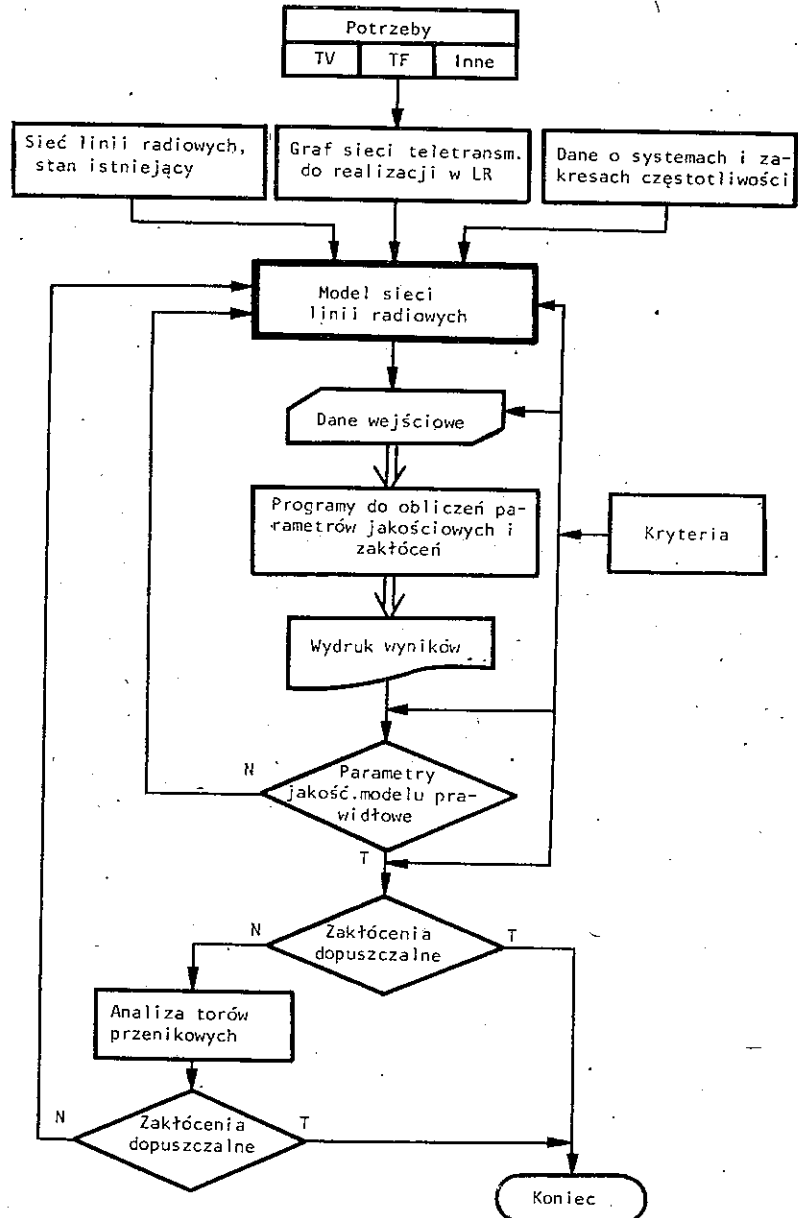 Potrzeby
TV TF Inne
Sieć linii radiowych,
stan istniejący
Graf sieci teletransm.
do realizacji w LR
Dane o systemach i za-
kresach częstotliwości
Model sieci
linii radiowych
Dane wejściowe
Programy do obliczeń pa-
rametrów jakościowych i
zakłóceń
Kryteria
Wydruk wyników
N
Parametry
jakość.modelu pra-
widłowe
T
N
Zakłócenia
dopuszczalne
T
Analiza torów
przenikowych
N
Zakłócenia
dopuszczalne
T
Koniec